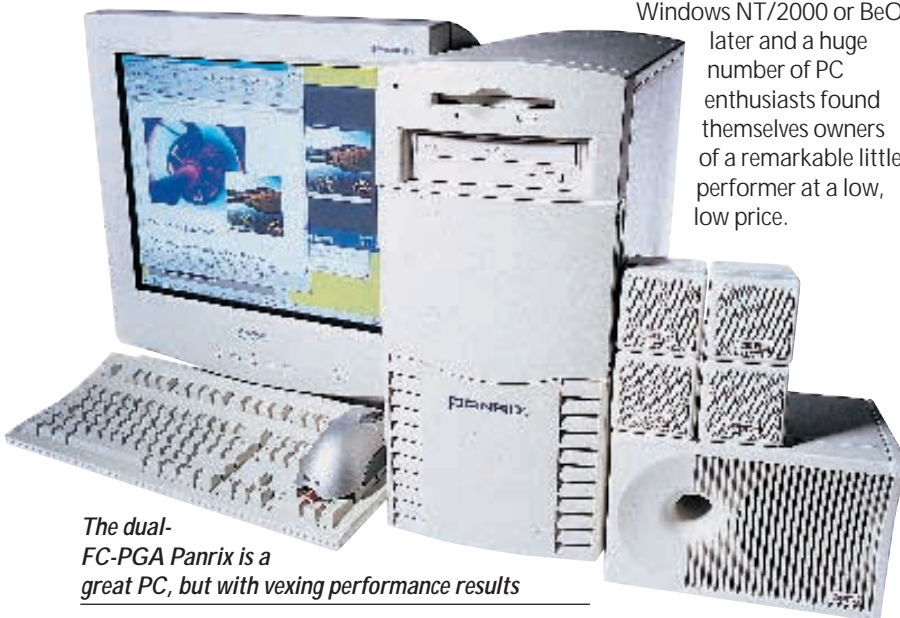 Windows NT/2000 or BeO
later and a huge
number of PC
enthusiasts found
themselves owners
of a remarkable little
performer at a low,
low price.
PANRIX
The dual-
FC-PGA Panrix is a
great PC, but with vexing performance results